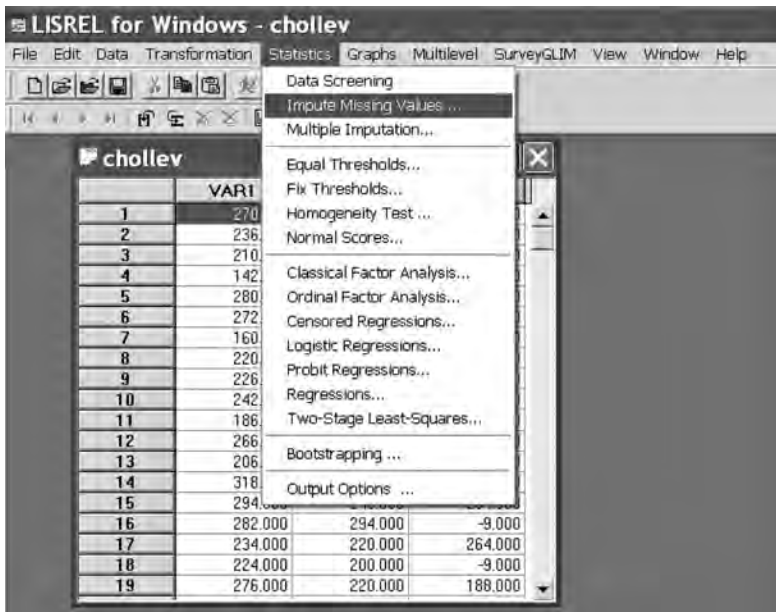 LISREL for Windows - chollev
File Edit Data Transformation Statistics Graphs Multilevel SurveyGLIM View Window Help
Data Screening
Impute Missing Values ...
Multiple Imputation...
Equal Thresholds...
Fix Thresholds...
Homogeneity Test ...
Normal Scores...
Classical Factor Analysis...
Ordinal Factor Analysis...
Censored Regressions...
Logistic Regressions...
Probit Regressions...
Regressions...
Two-Stage Least-Squares...
Bootstrapping ...
Output Options ...
chollev
VAR1
1 270
2 236.
3 210.
4 142.
5 280.
6 272.
7 160.
8 220.
9 226.
10 242.
11 186.
12 266.
13 206.
14 318.
15 294.
16 282.000 294.000 -9.000
17 234.000 220.000 264.000
18 224.000 200.000 -9.000
19 276.000 220.000 188.000